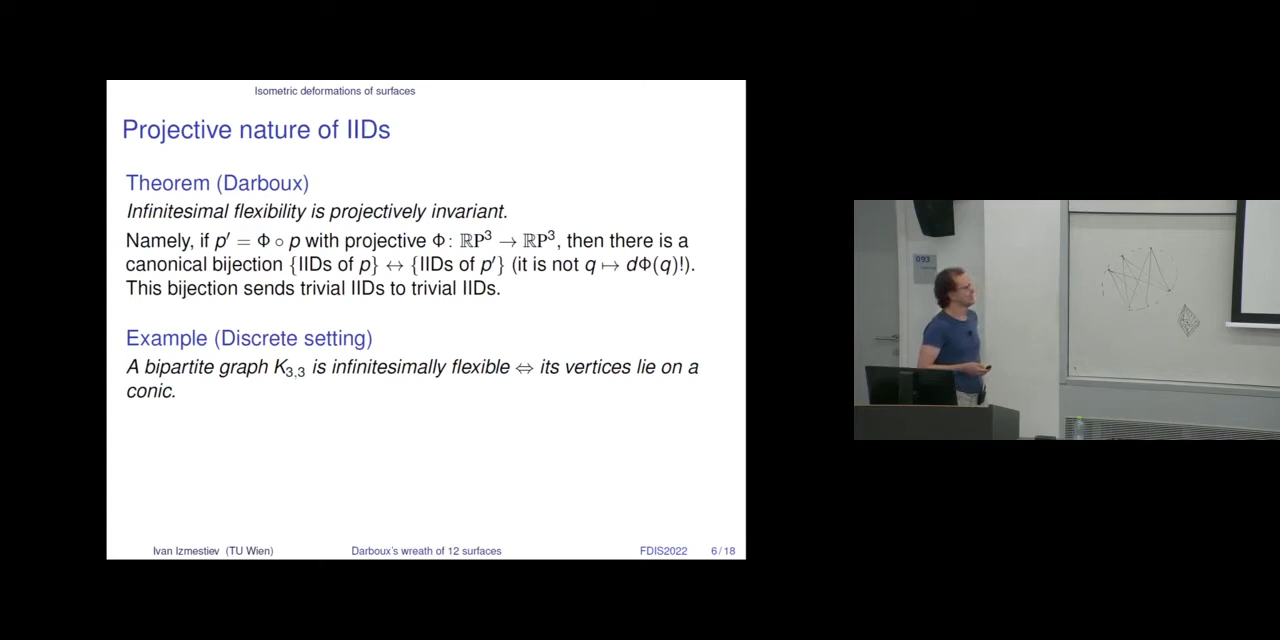 Isometric deformations of surfaces
Projective nature of IIDs
Theorem (Darboux)
Infinitesimal flexibility is projectively invariant.
Namely, if p′ = Φ ∘ p with projective Φ: ℝP³ → ℝP³, then there is a
canonical bijection {IIDs of p} ↔ {IIDs of p′} (it is not q ↦ dΦ(q)!).
This bijection sends trivial IIDs to trivial IIDs.
Example (Discrete setting)
A bipartite graph K₃,₃ is infinitesimally flexible ⇔ its vertices lie on a
conic.
Ivan Izmestiev (TU Wien) Darboux's wreath of 12 surfaces FDIS2022 6 / 18
093